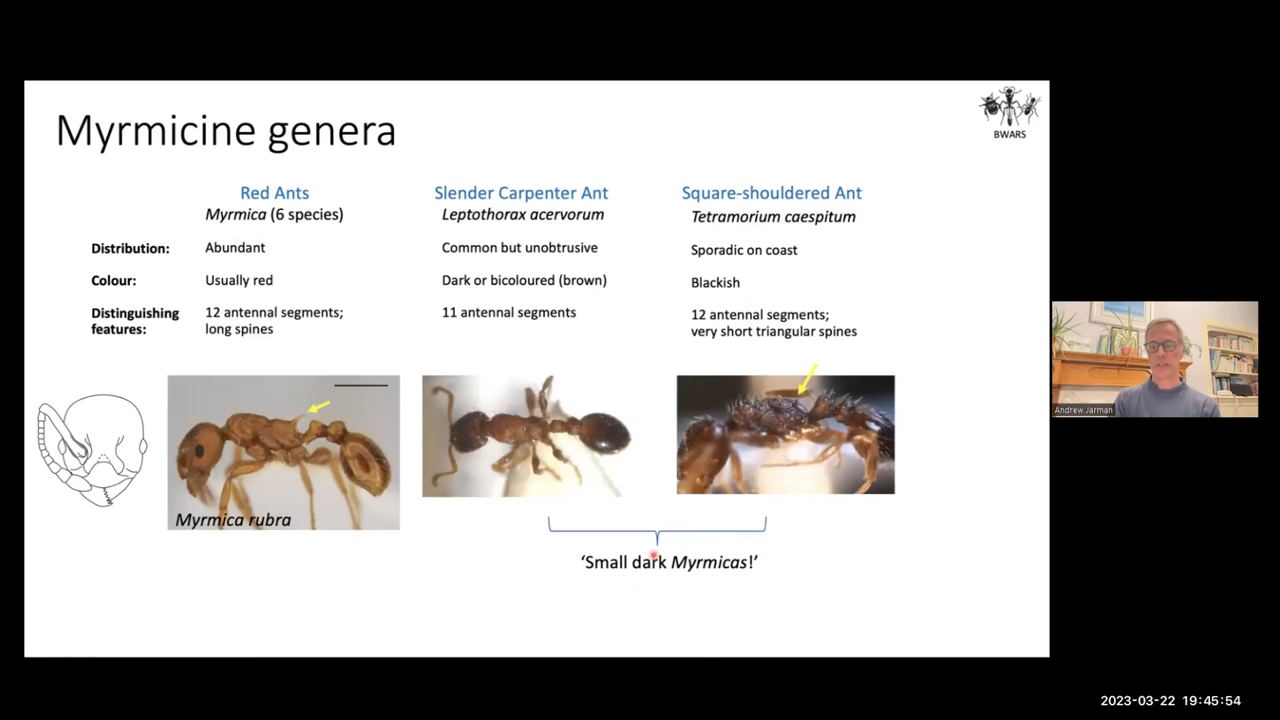 Myrmicine genera
BWARS
Red Ants
Myrmica (6 species)
Slender Carpenter Ant
Leptothorax acervorum
Square-shouldered Ant
Tetramorium caespitum
Distribution:
Abundant
Common but unobtrusive
Sporadic on coast
Colour:
Usually red
Dark or bicoloured (brown)
Blackish
Distinguishing
features:
12 antennal segments;
long spines
11 antennal segments
12 antennal segments;
very short triangular spines
Myrmica rubra
‘Small dark Myrmicas!’
Andrew Jarman
2023-03-22 19:45:54